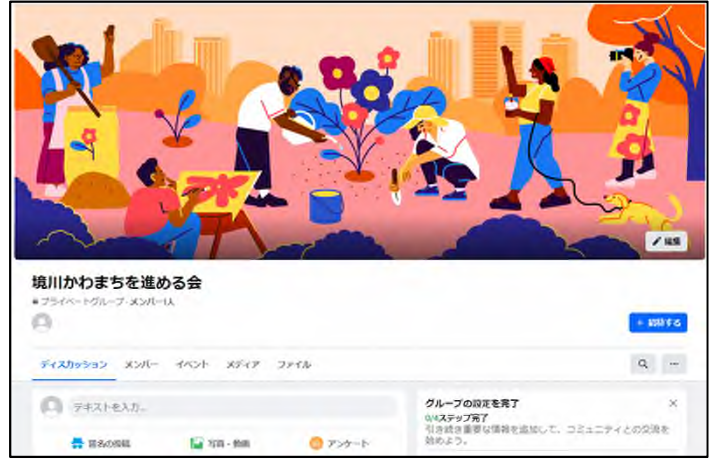 編集
境川かわまちを進める会
プライベートグループ・メンバー1人
+ 招待する
ディスカッション メンバー イベント メディア ファイル
テキストを入力...
匿名の投稿 写真・動画 アンケート
グループの設定を完了
0/4ステップ完了
引き続き重要な情報を追加して、コミュニティとの交流を
始めよう。